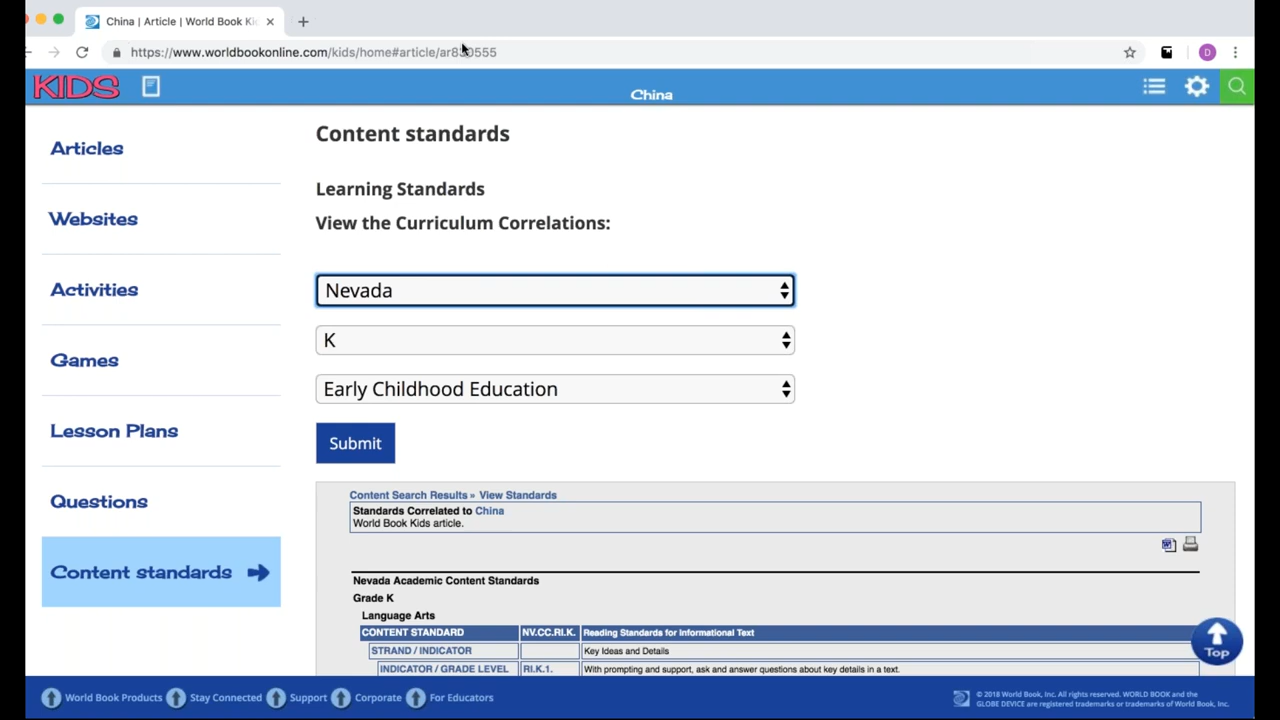 China | Article | World Book Ki
https://www.worldbookonline.com/kids/home#article/ar830555
D
KIDS
China
Articles
Websites
Activities
Games
Lesson Plans
Questions
Content standards
Content standards
Learning Standards
View the Curriculum Correlations:
Nevada
K
Early Childhood Education
Submit
Content Search Results » View Standards
Standards Correlated to China
World Book Kids article.
Nevada Academic Content Standards
Grade K
Language Arts
CONTENT STANDARD NV.CC.RI.K. Reading Standards for Informational Text
STRAND / INDICATOR Key Ideas and Details
INDICATOR / GRADE LEVEL RI.K.1. With prompting and support, ask and answer questions about key details in a text.
Top
World Book Products Stay Connected Support Corporate For Educators
© 2018 World Book, Inc. All rights reserved. WORLD BOOK and the
GLOBE DEVICE are registered trademarks or trademarks of World Book, Inc.